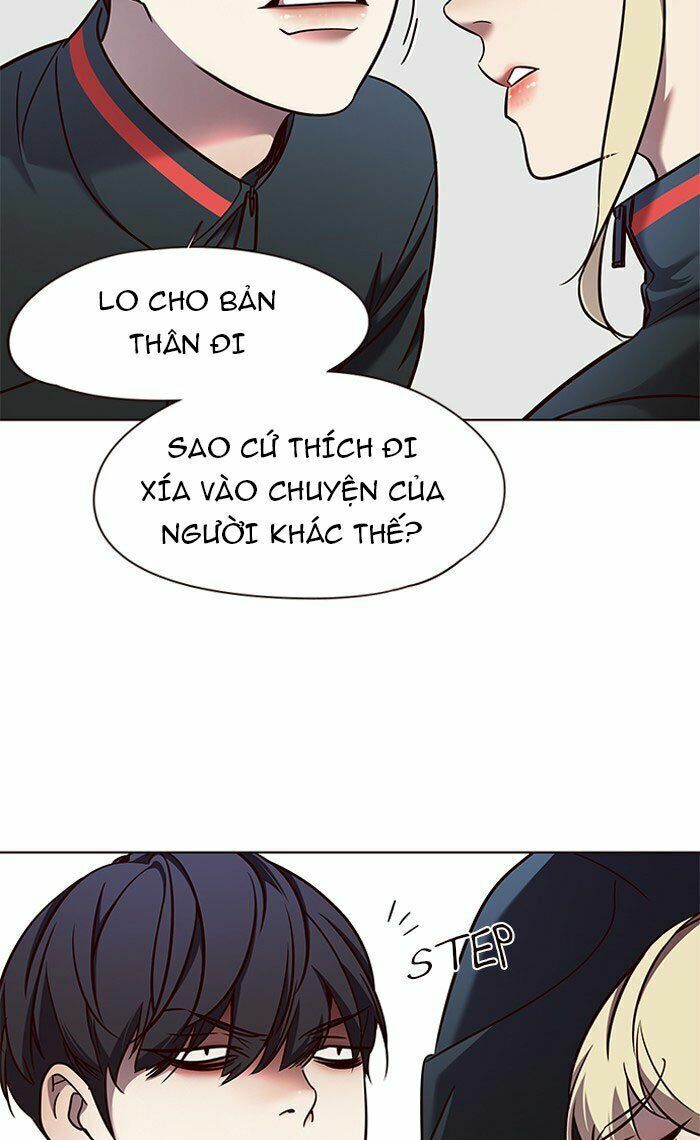 LO CHO BẢN
THÂN ĐI
SAO CỨ THÍCH ĐI
XÍA VÀO CHUYỆN CỦA
NGƯỜI KHÁC THẾ?
STEP